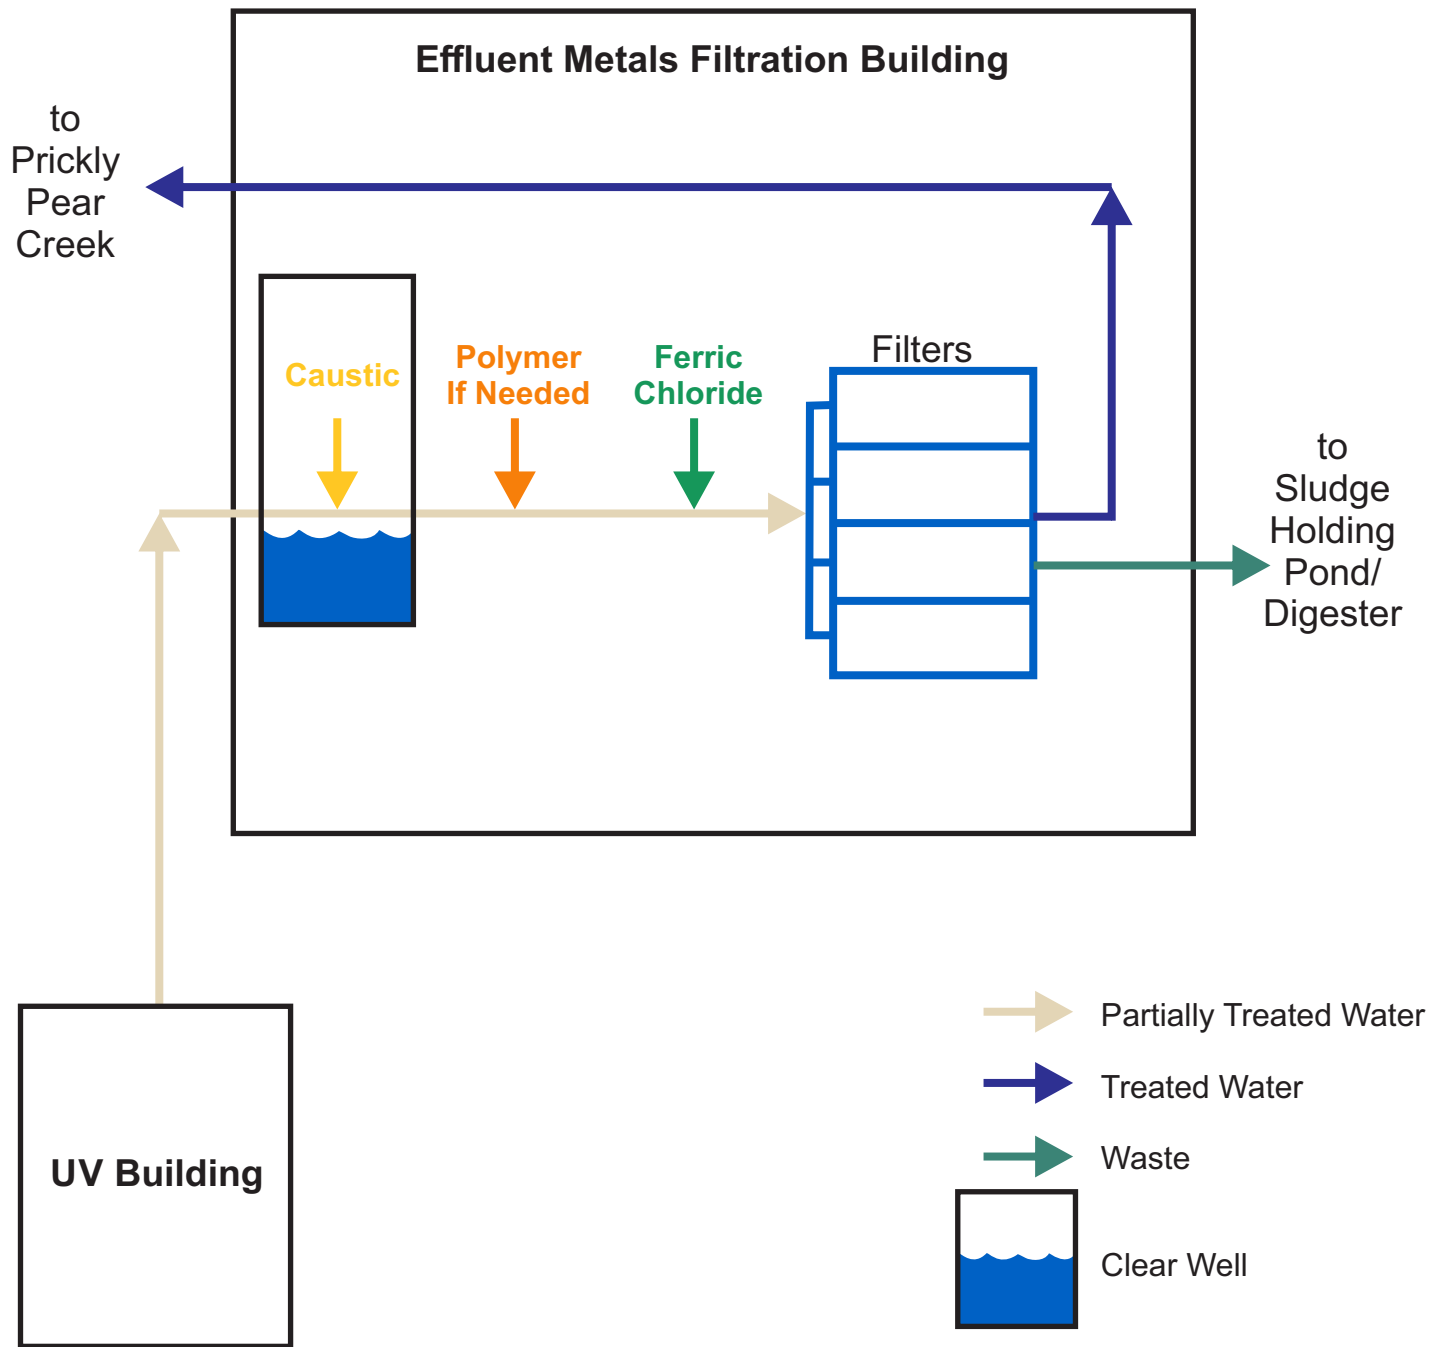 Effluent Metals Filtration Building
to
Prickly
Pear
Creek
Caustic
Polymer
If Needed
Ferric
Chloride
Filters
to
Sludge
Holding
Pond/
Digester
UV Building
Partially Treated Water
Treated Water
Waste
Clear Well